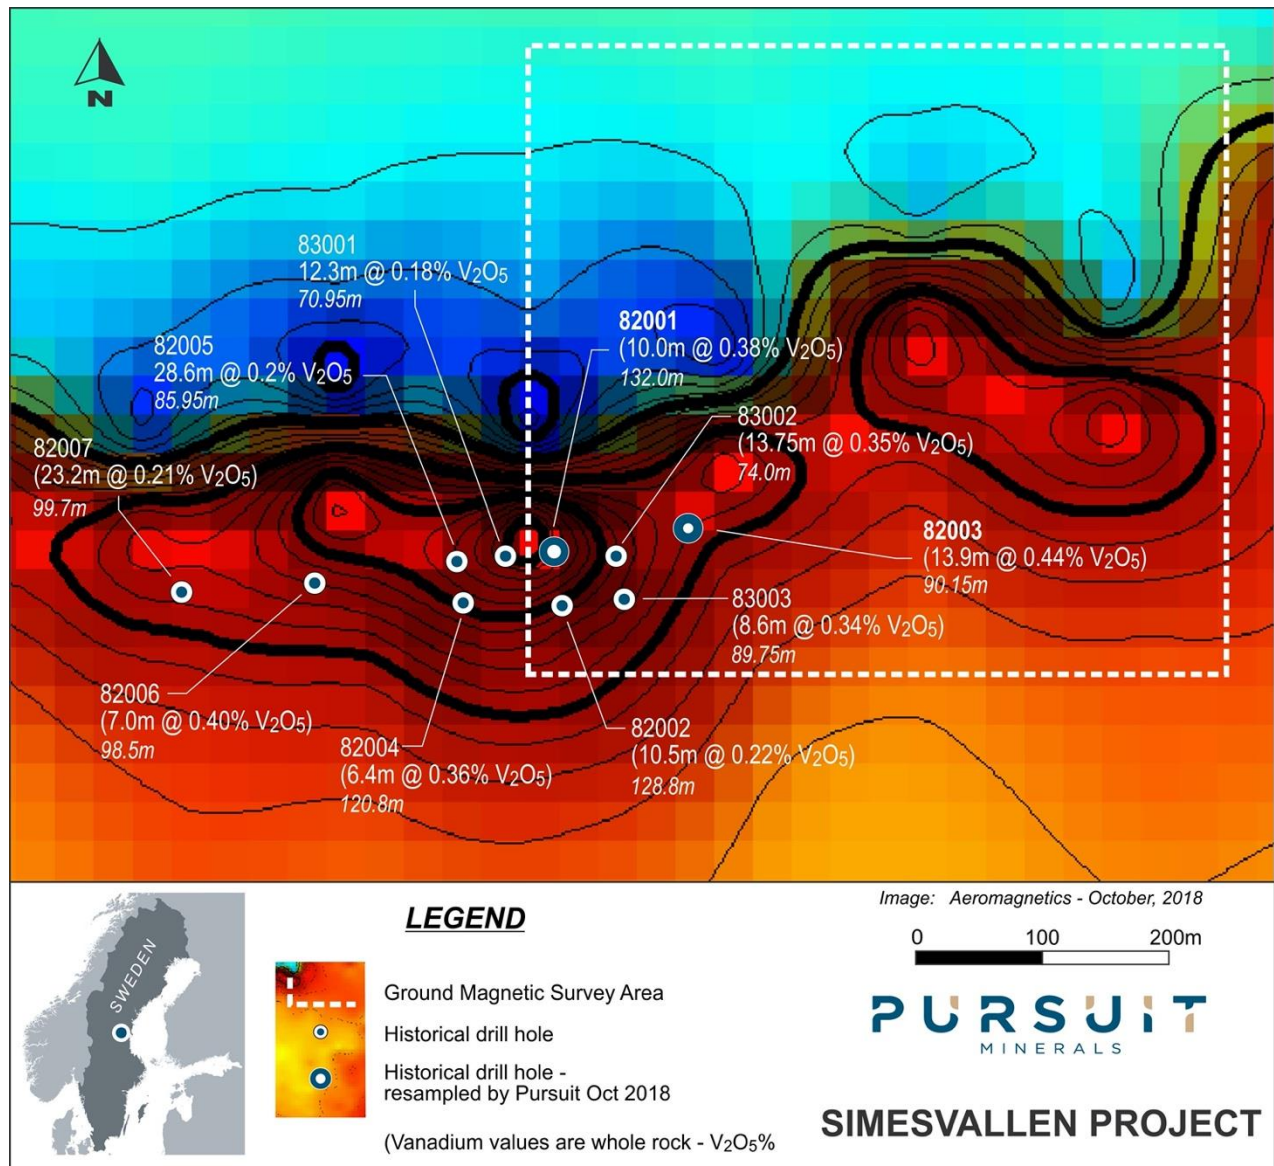 N
83001
12.3m @ 0.18% V₂O₅
70.95m
82005
28.6m @ 0.2% V₂O₅
85.95m
82001
(10.0m @ 0.38% V₂O₅)
132.0m
82007
(23.2m @ 0.21% V₂O₅)
99.7m
83002
(13.75m @ 0.35% V₂O₅)
74.0m
82003
(13.9m @ 0.44% V₂O₅)
90.15m
83003
(8.6m @ 0.34% V₂O₅)
89.75m
82006
(7.0m @ 0.40% V₂O₅)
98.5m
82004
(6.4m @ 0.36% V₂O₅)
120.8m
82002
(10.5m @ 0.22% V₂O₅)
128.8m
SWEDEN
LEGEND
Ground Magnetic Survey Area
Historical drill hole
Historical drill hole -
resampled by Pursuit Oct 2018
(Vanadium values are whole rock - V₂O₅%
Image: Aeromagnetics - October, 2018
0 100 200m
PURSUIT
MINERALS
SIMESVALLEN PROJECT